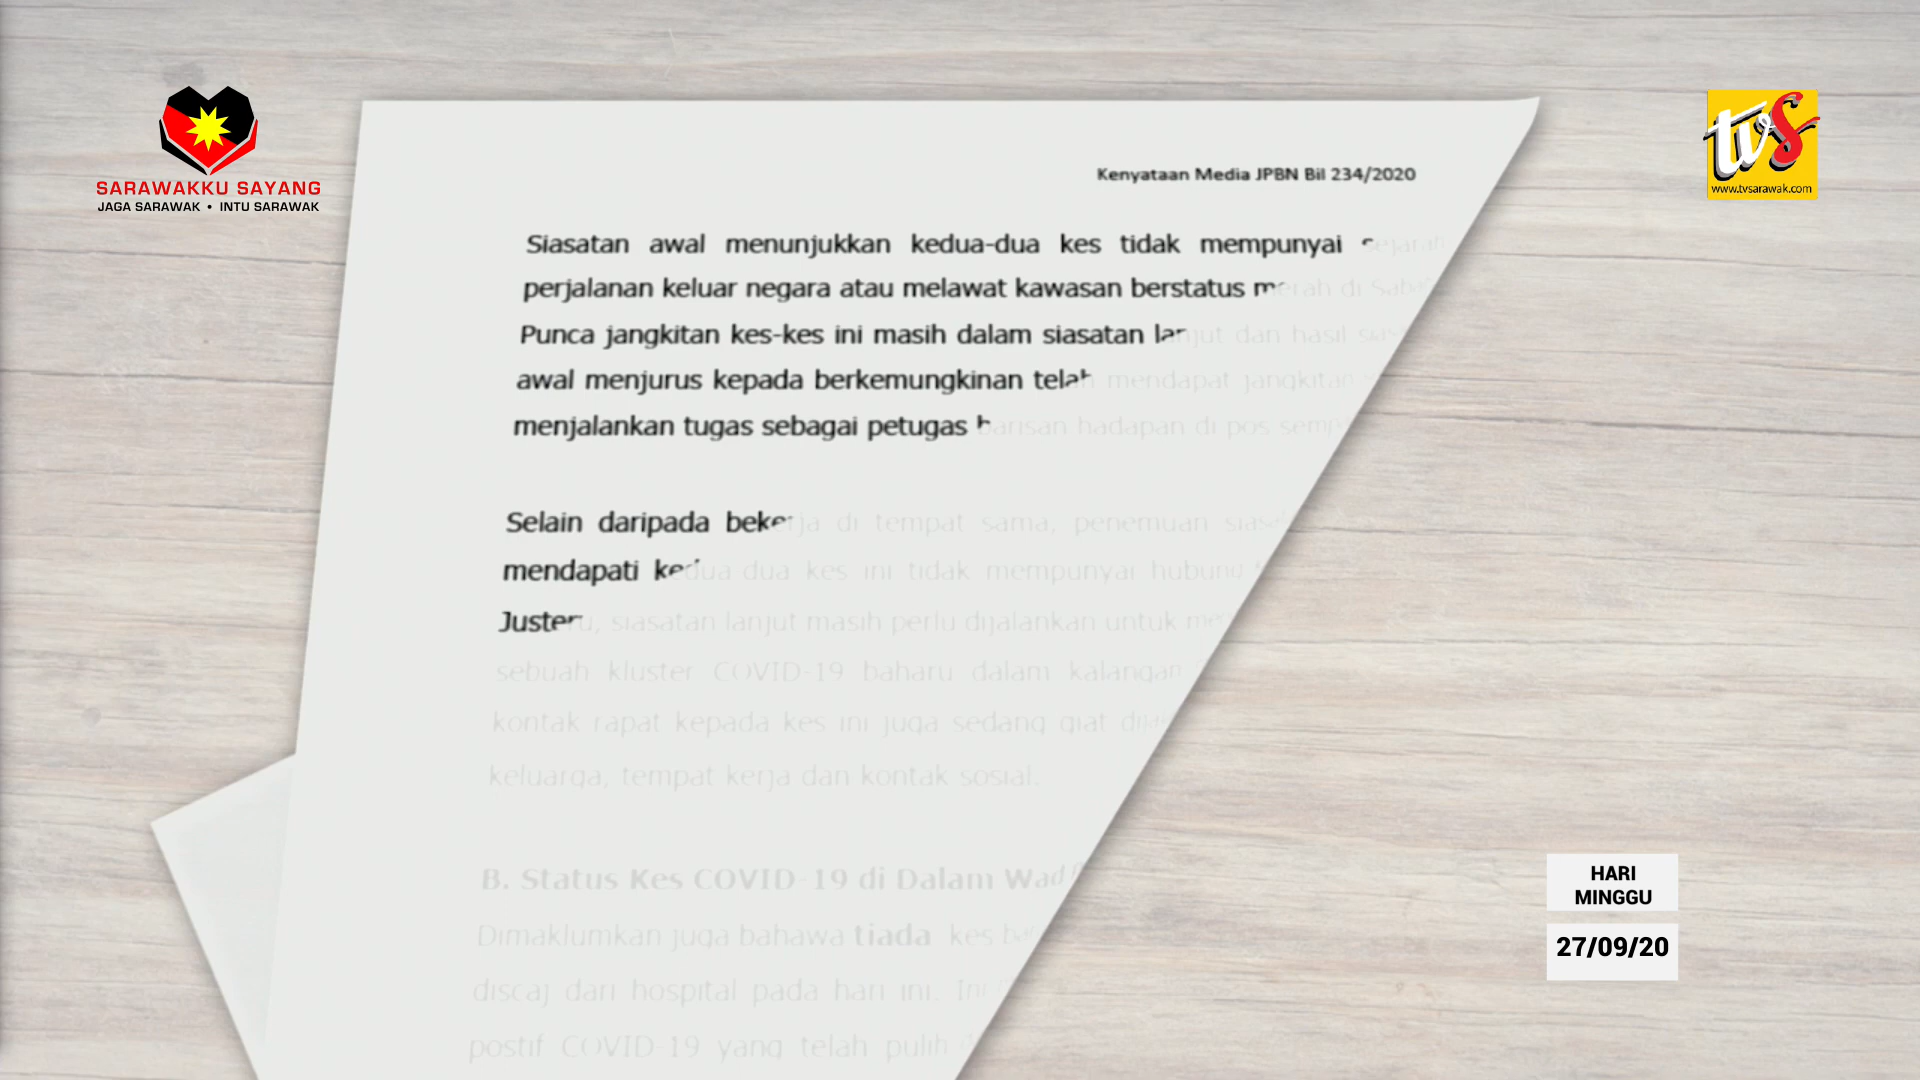 SARAWAKKU SAYANG
JAGA SARAWAK • INTU SARAWAK
tvS
www.tvsarawak.com
Kenyataan Media JPBN Bil 234/2020
Siasatan awal menunjukkan kedua-dua kes tidak mempunyai sejarah
perjalanan keluar negara atau melawat kawasan berstatus merah di Sabah
Punca jangkitan kes-kes ini masih dalam siasatan lanjut dan hasil
awal menjurus kepada berkemungkinan telah mendapat jangkitan
menjalankan tugas sebagai petugas barisan hadapan di pos
Selain daripada bekerja di tempat sama, penemuan
mendapati kedua-dua kes ini tidak mempunyai
Justeru, siasatan lanjut masih perlu dijalankan untuk
sebuah kluster COVID-19 baharu dalam kalangan
kontak rapat kepada kes ini juga sedang giat
keluarga, tempat kerja dan kontak sosial.
B. Status Kes COVID-19 di Dalam Wad
Dimaklumkan juga bahawa tiada kes
discaj dari hospital pada hari ini.
postif COVID-19 yang telah pulih
HARI
MINGGU
27/09/20